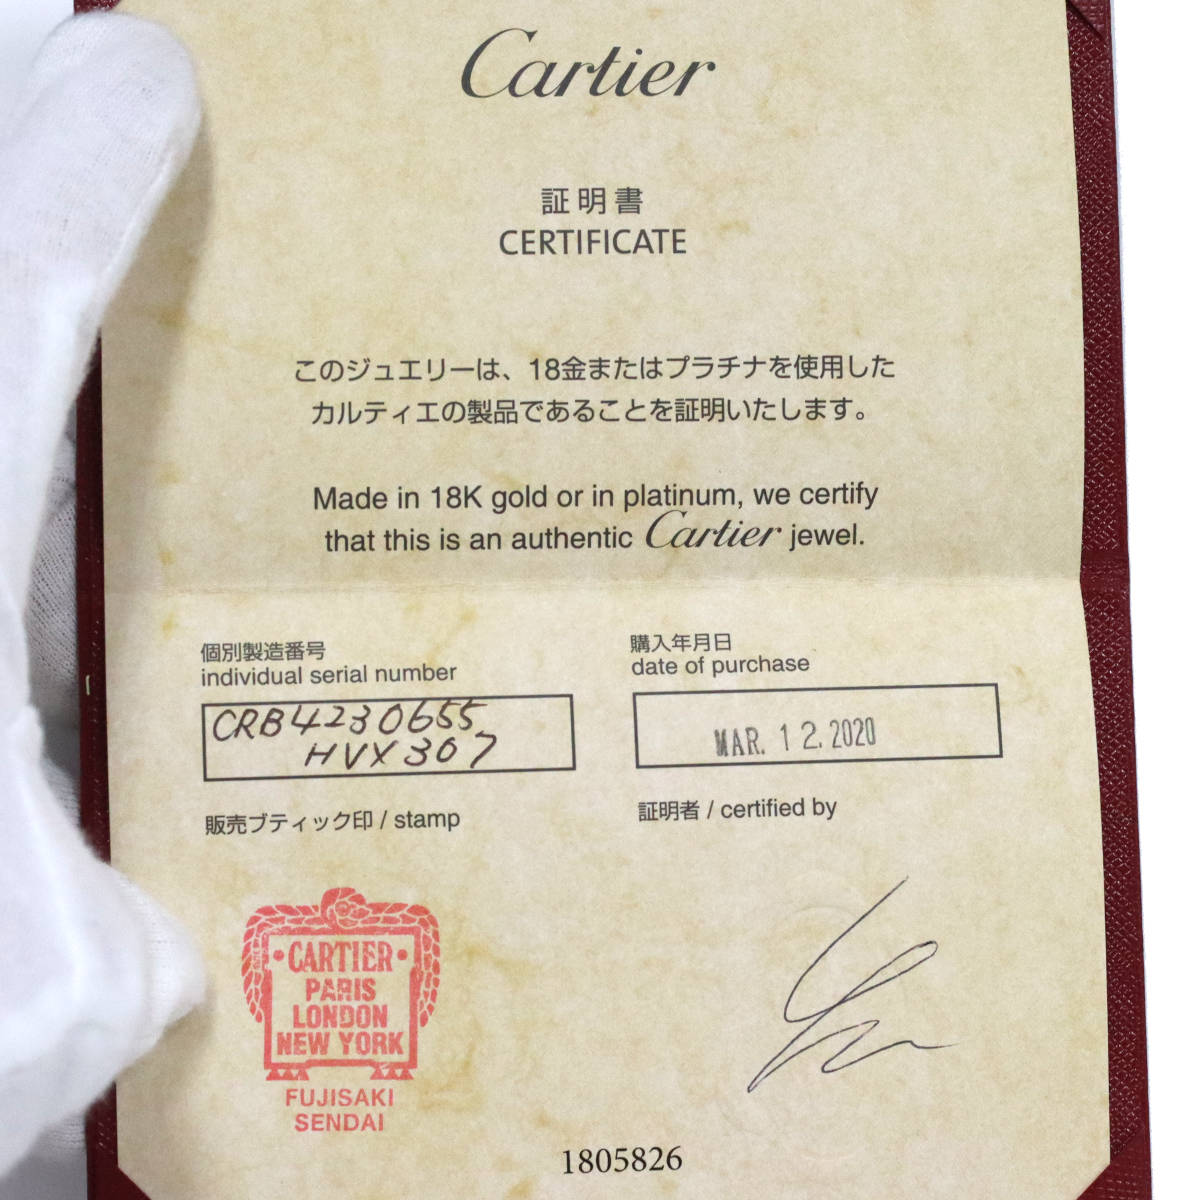 Cartier
証明書
CERTIFICATE
このジュエリーは、18金またはプラチナを使用した
カルティエの製品であることを証明いたします。
Made in 18K gold or in platinum, we certify
that this is an authentic Cartier jewel.
個別製造番号
individual serial number
CRB4230655
HVX307
購入年月日
date of purchase
MAR. 12. 2020
販売ブティック印 / stamp
証明者 / certified by
CARTIER
PARIS
LONDON
NEW YORK
FUJISAKI
SENDAI
1805826